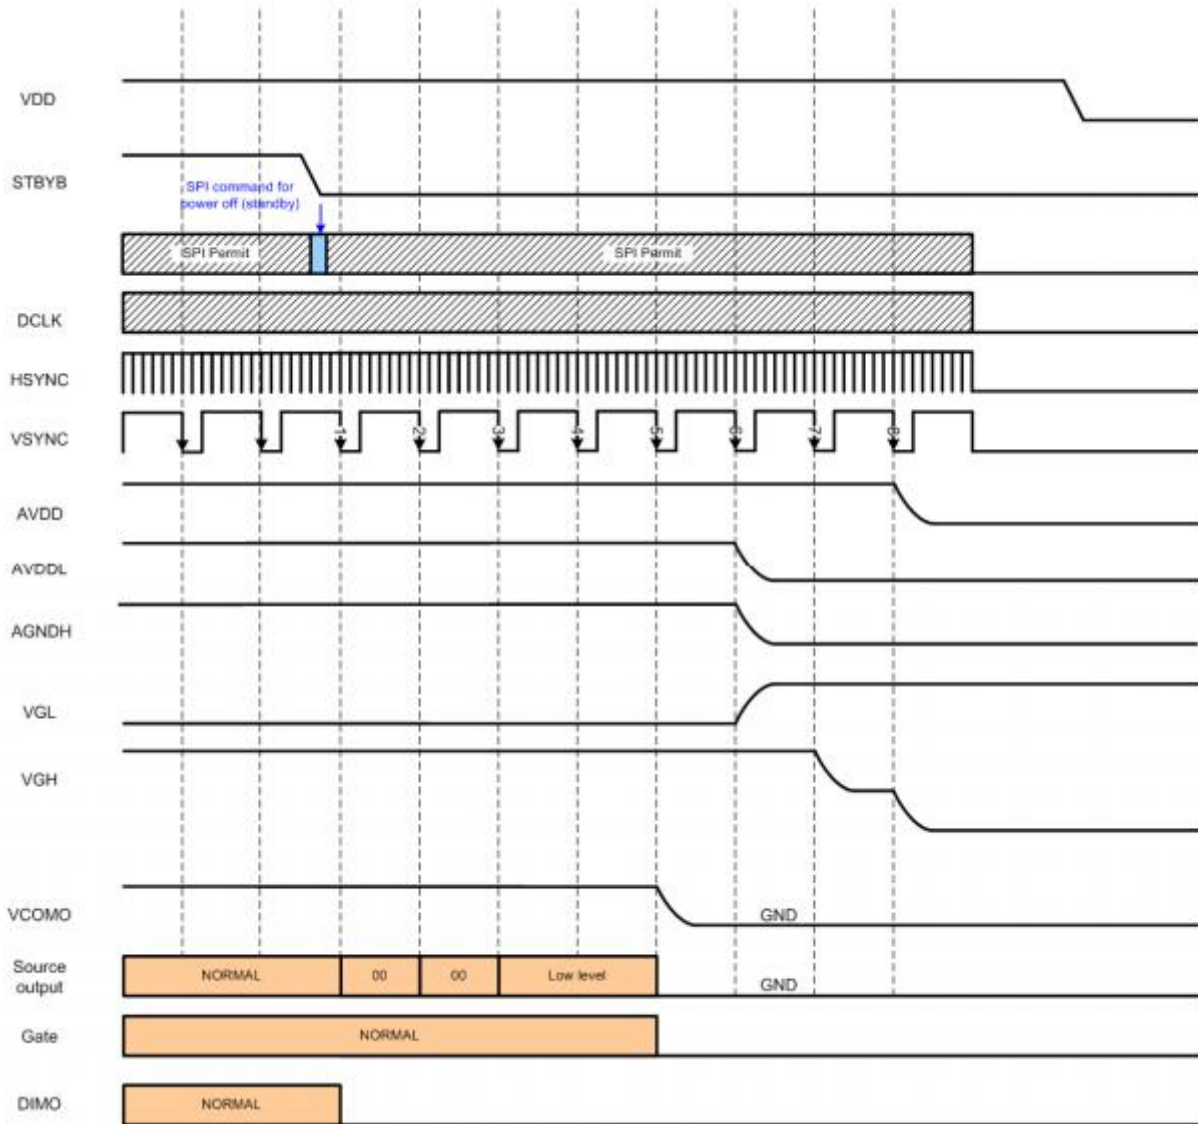 VDD
STBYB
SPI command for
power off (standby)
SPI Permit
SPI Permit
DCLK
HSYNC
VSYNC
1
2
3
4
5
6
7
8
AVDD
AVDDL
AGNDH
VGL
VGH
VCOMO
GND
Source
output
NORMAL
00
00
Low level
GND
Gate
NORMAL
DIMO
NORMAL